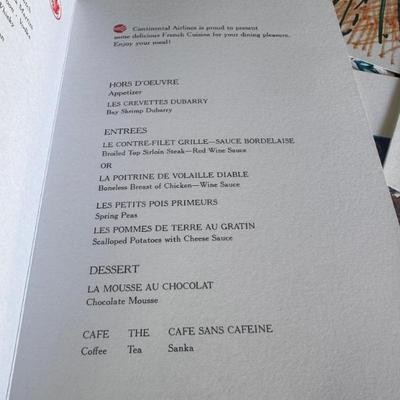 Continental Airlines is proud to present
some delicious French Cuisine for your dining pleasure.
Enjoy your meal!
HORS D'OEUVRE
Appetizer
LES CREVETTES DUBARRY
Bay Shrimp Dubarry
ENTREES
LE CONTRE-FILET GRILLE—SAUCE BORDELAISE
Broiled Top Sirloin Steak—Red Wine Sauce
OR
LA POITRINE DE VOLAILLE DIABLE
Boneless Breast of Chicken—Wine Sauce
LES PETITS POIS PRIMEURS
Spring Peas
LES POMMES DE TERRE AU GRATIN
Scalloped Potatoes with Cheese Sauce
DESSERT
LA MOUSSE AU CHOCOLAT
Chocolate Mousse
CAFE THE CAFE SANS CAFEINE
Coffee Tea Sanka